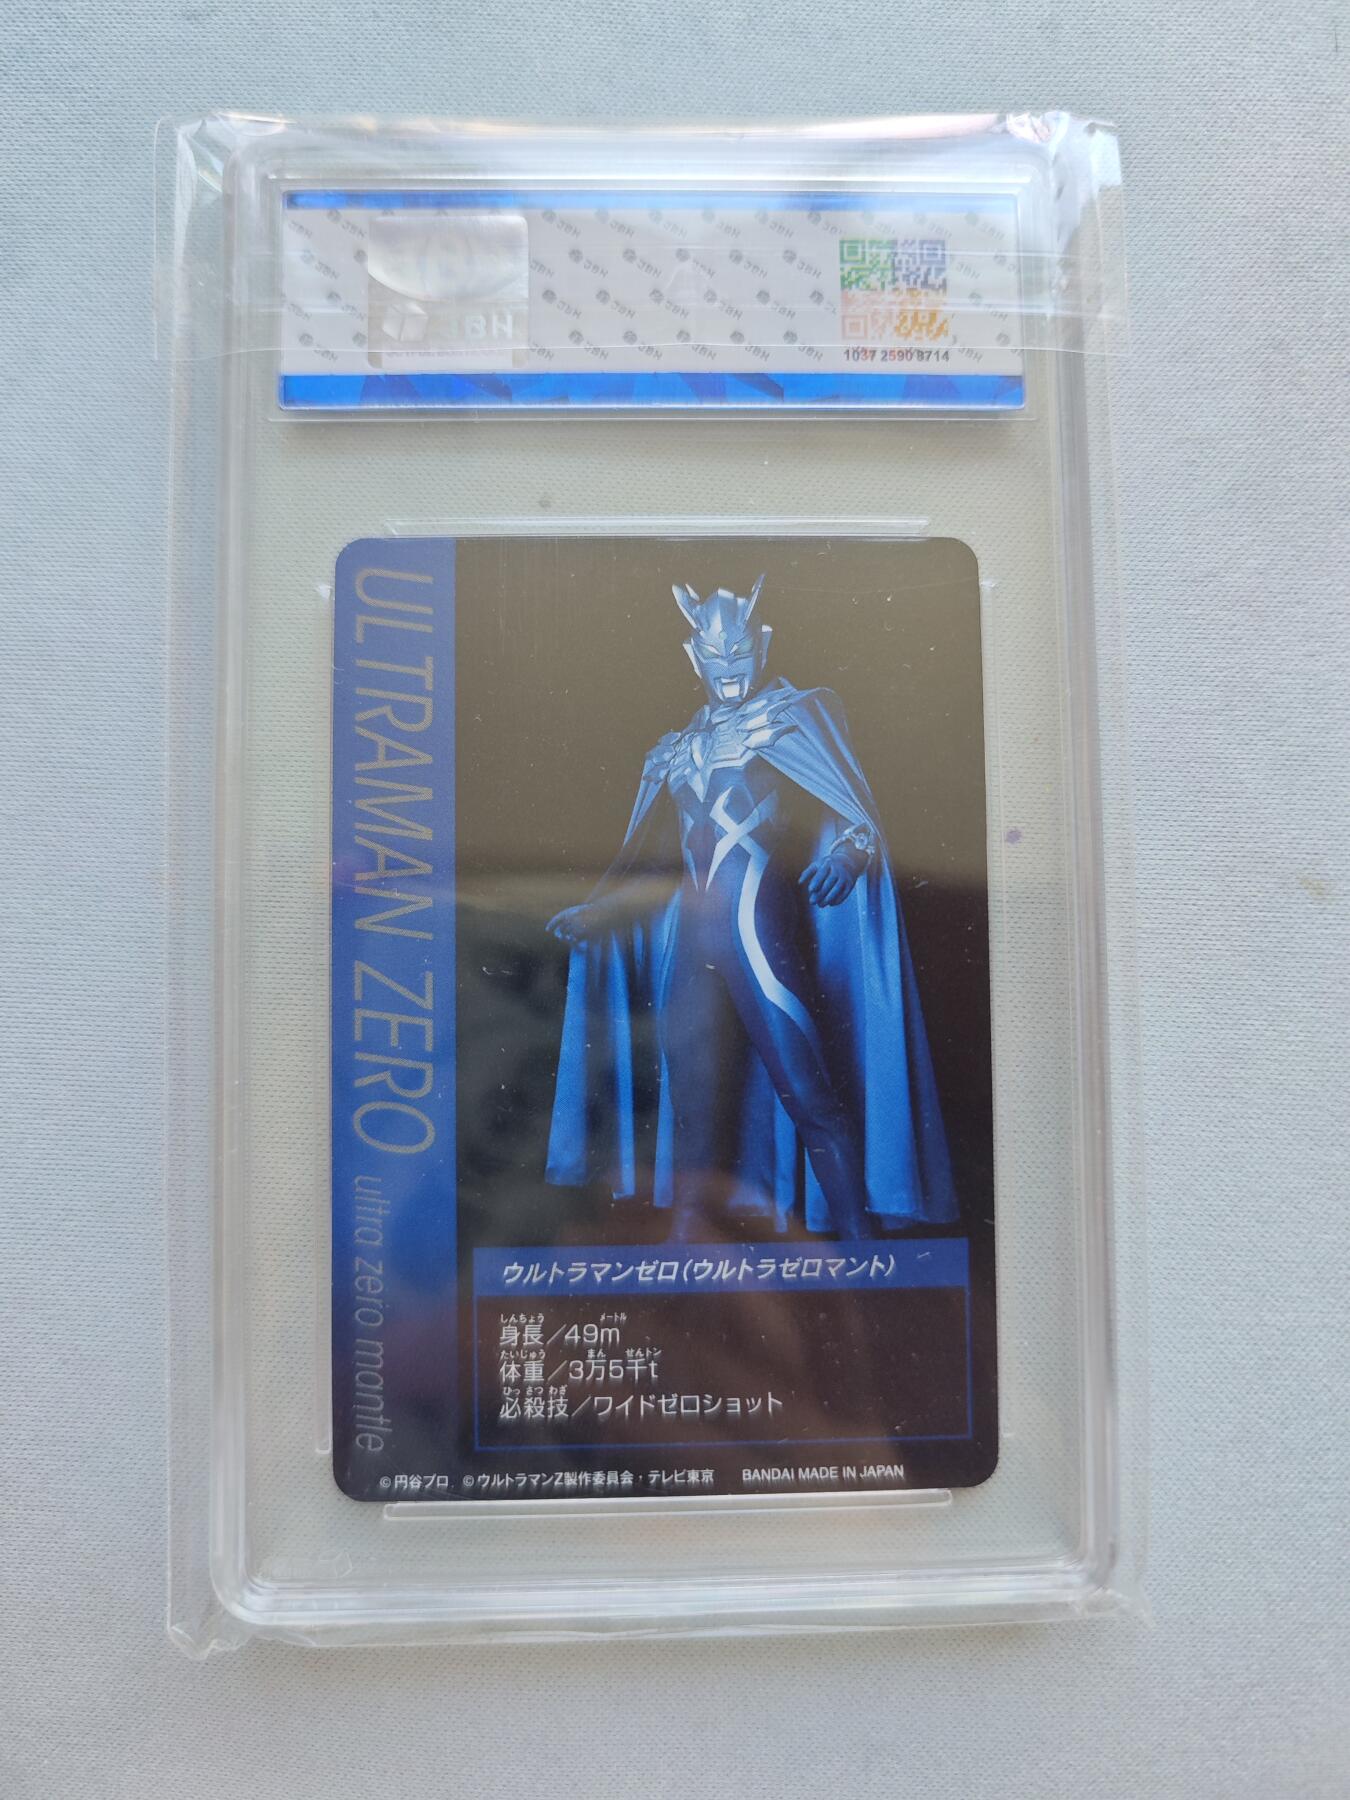 JBH
1037 2590 8714
ULTRAMAN ZERO ultra zero mantle
ウルトラマンゼロ(ウルトラゼロマント)
しんちょう メートル
身長/49m
たいじゅう まん せんトン
体重/3万5千t
ひっ さつ わざ
必殺技/ワイドゼロショット
©円谷プロ ©ウルトラマンZ製作委員会・テレビ東京 BANDAI MADE IN JAPAN